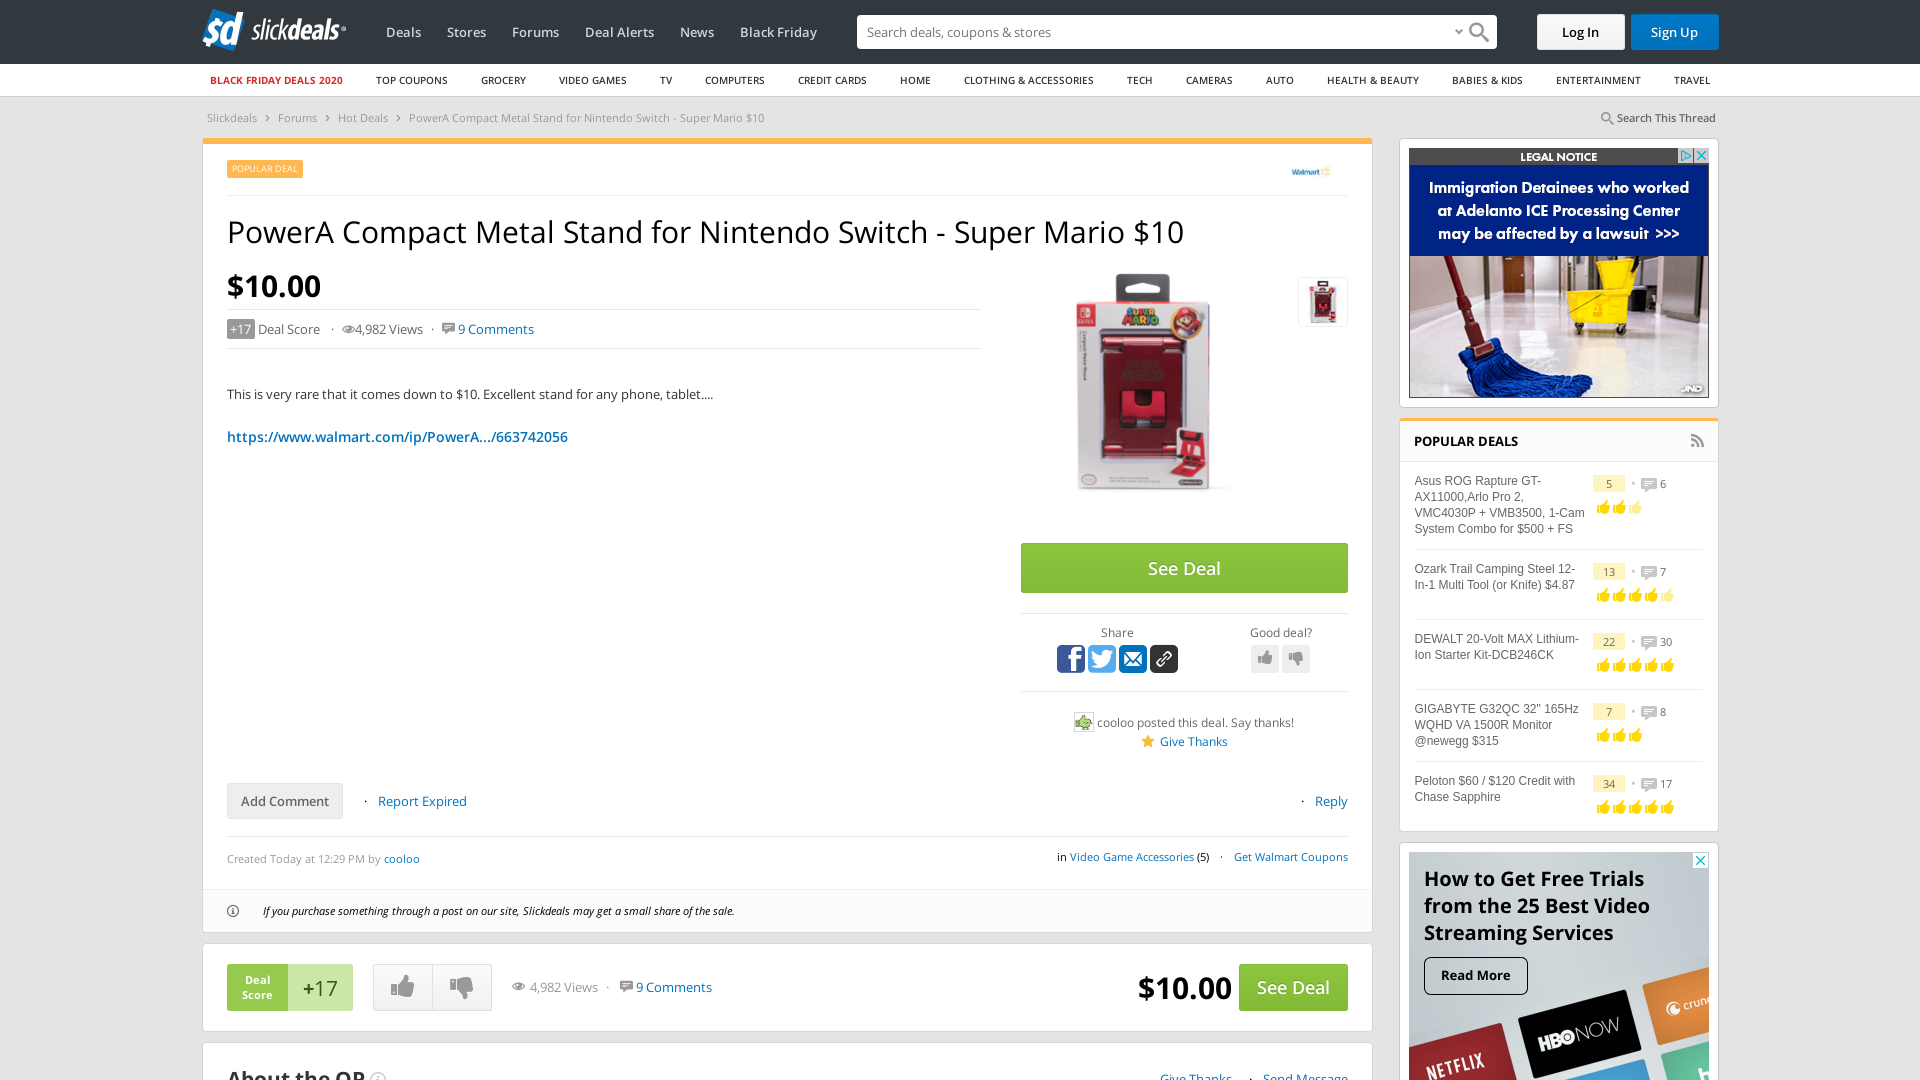 slickdeals
Deals
Stores
Forums
Deal Alerts
News
Black Friday
Search deals, coupons & stores
Log In
Sign Up
BLACK FRIDAY DEALS 2020
TOP COUPONS
GROCERY
VIDEO GAMES
TV
COMPUTERS
CREDIT CARDS
HOME
CLOTHING & ACCESSORIES
TECH
CAMERAS
AUTO
HEALTH & BEAUTY
BABIES & KIDS
ENTERTAINMENT
TRAVEL
Slickdeals > Forums > Hot Deals > PowerA Compact Metal Stand for Nintendo Switch - Super Mario $10
Search This Thread
POPULAR DEAL
Walmart
PowerA Compact Metal Stand for Nintendo Switch - Super Mario $10
$10.00
+17 Deal Score · 4,982 Views · 9 Comments
This is very rare that it comes down to $10. Excellent stand for any phone, tablet....
https://www.walmart.com/ip/PowerA.../663742056
SUPER
MARIO
See Deal
Share
Good deal?
cooloo posted this deal. Say thanks!
Give Thanks
Add Comment
· Report Expired
· Reply
Created Today at 12:29 PM by cooloo
in Video Game Accessories (5) · Get Walmart Coupons
If you purchase something through a post on our site, Slickdeals may get a small share of the sale.
Deal
Score
+17
4,982 Views · 9 Comments
$10.00
See Deal
About the OP
Give Thanks · Send Message
LEGAL NOTICE
Immigration Detainees who worked
at Adelanto ICE Processing Center
may be affected by a lawsuit >>>
JND
POPULAR DEALS
Asus ROG Rapture GT-
AX11000,Arlo Pro 2,
VMC4030P + VMB3500, 1-Cam
System Combo for $500 + FS
5 · 6
Ozark Trail Camping Steel 12-
In-1 Multi Tool (or Knife) $4.87
13 · 7
DEWALT 20-Volt MAX Lithium-
Ion Starter Kit-DCB246CK
22 · 30
GIGABYTE G32QC 32" 165Hz
WQHD VA 1500R Monitor
@newegg $315
7 · 8
Peloton $60 / $120 Credit with
Chase Sapphire
34 · 17
How to Get Free Trials
from the 25 Best Video
Streaming Services
Read More
crunc
HBO NOW
NETFLIX